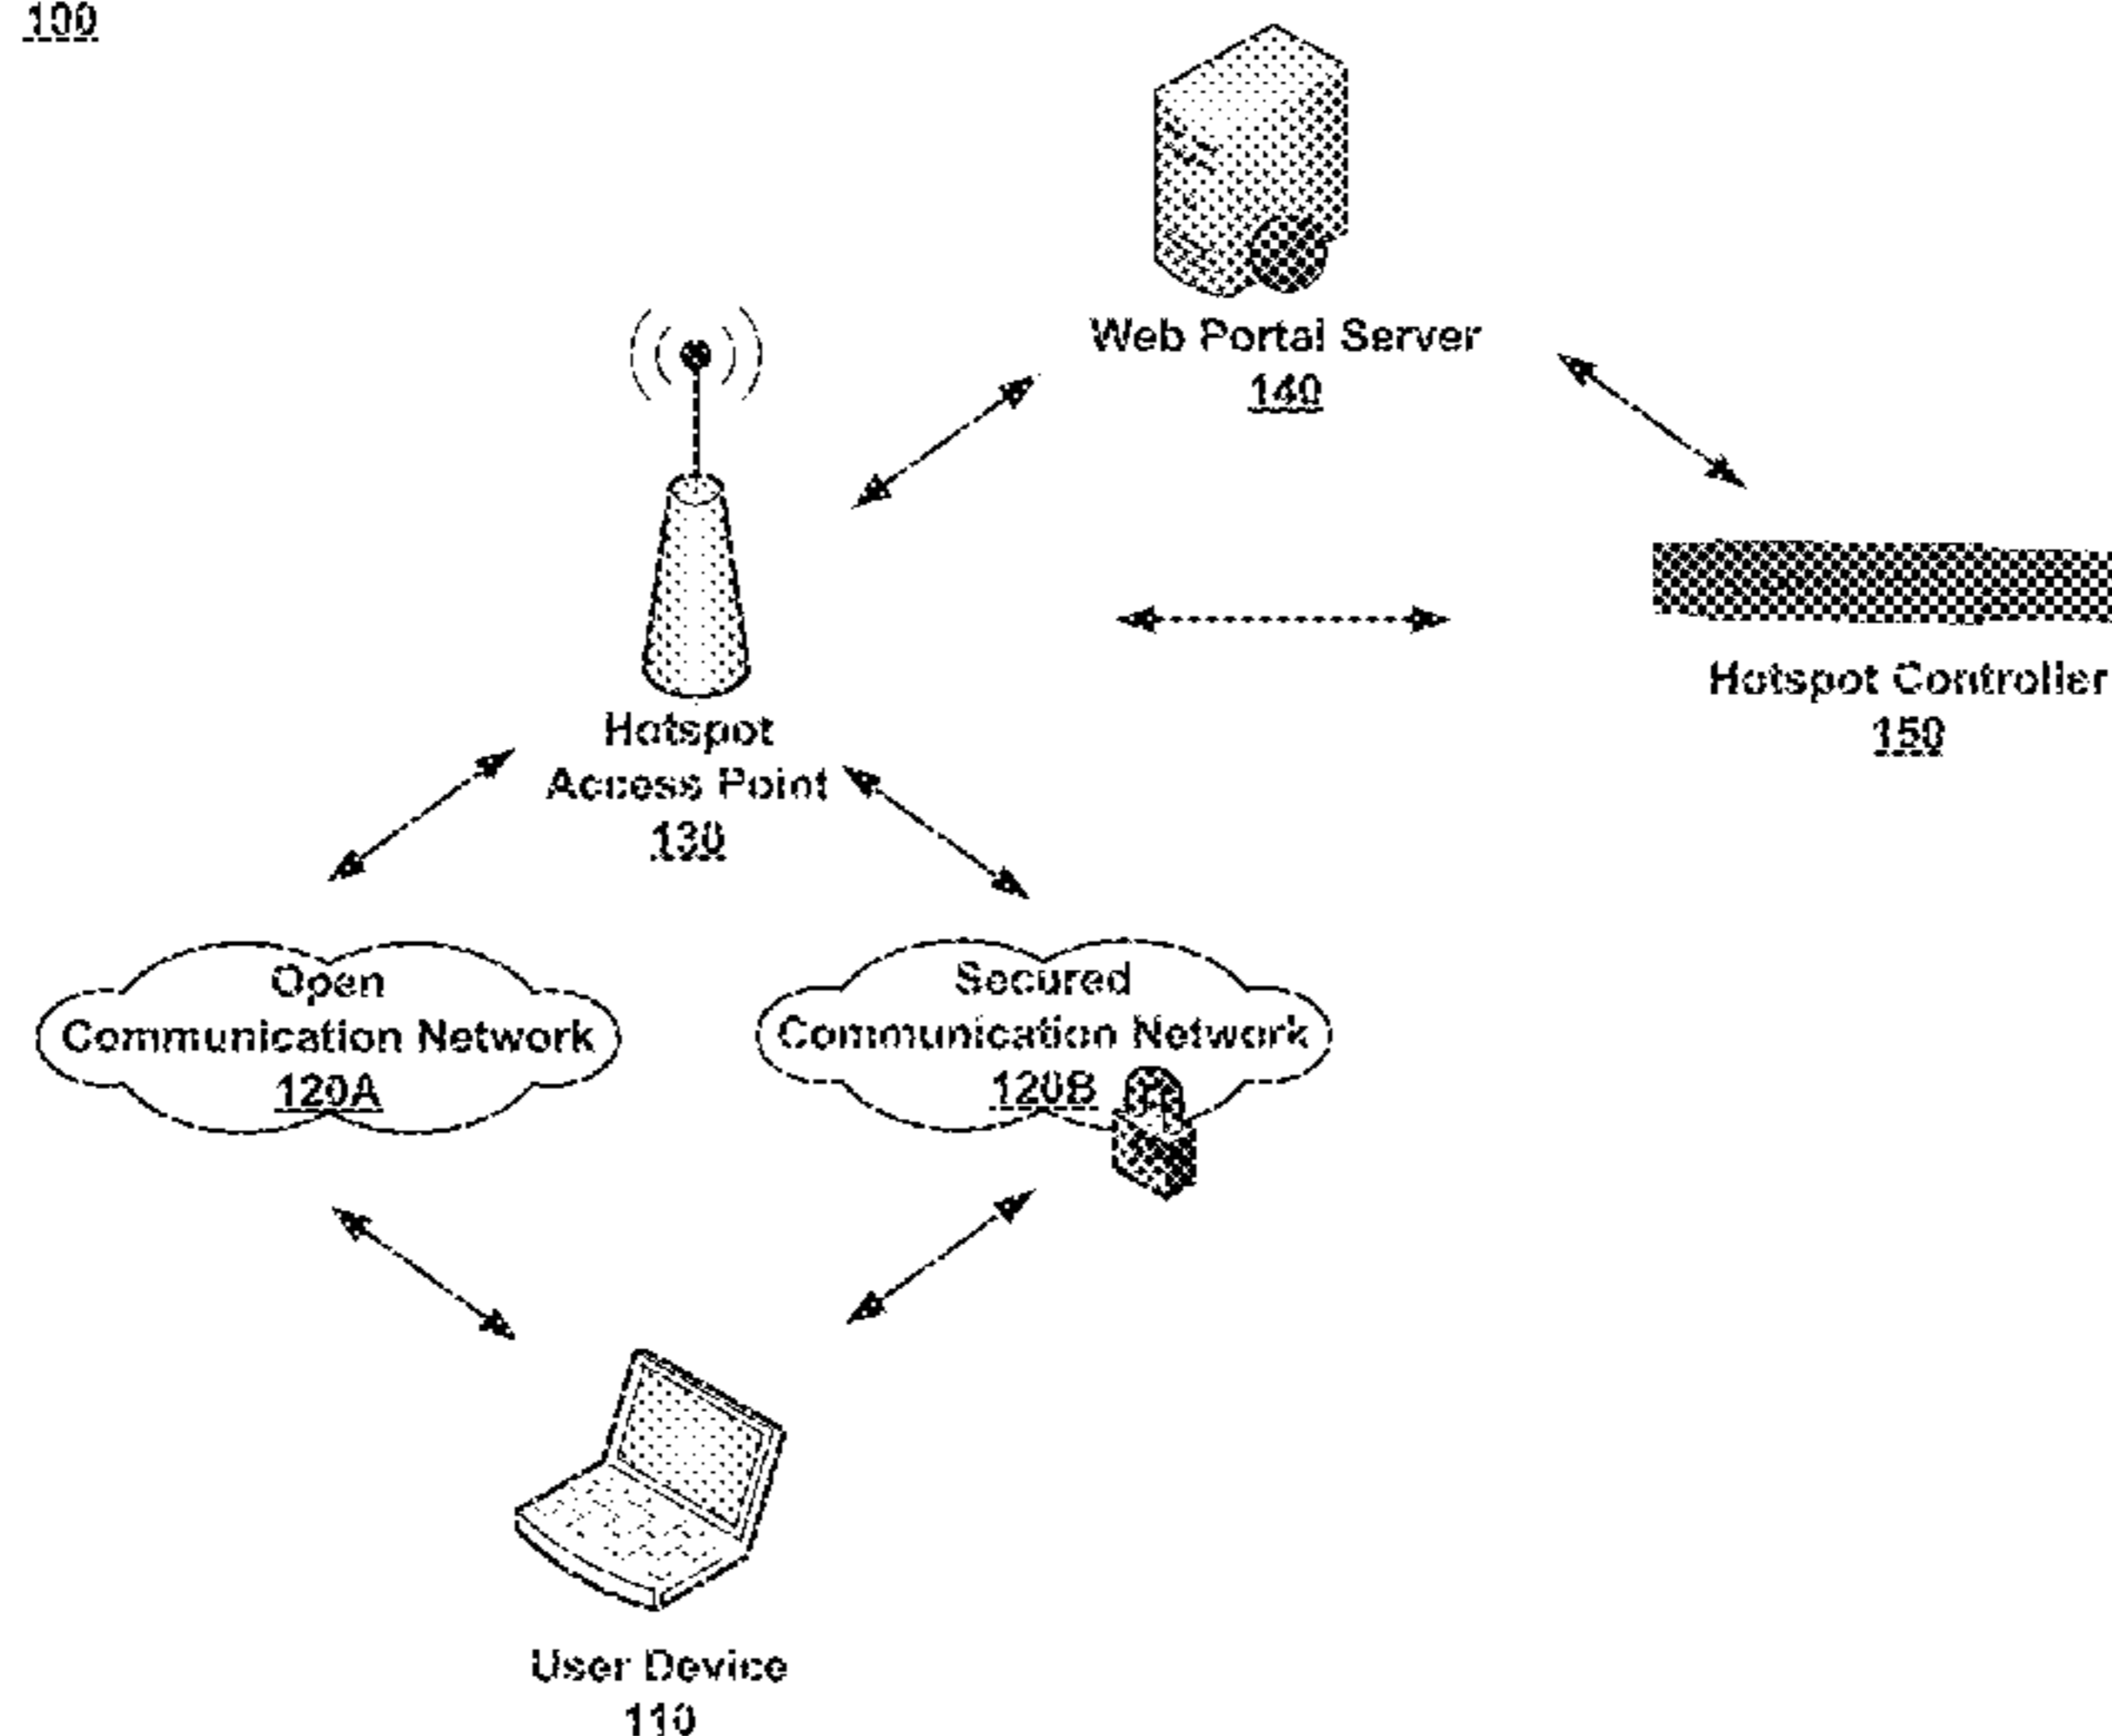 100
Web Portal Server
140
Hotspot Controller
150
Hotspot
Access Point
130
Open
Communication Network
120A
Secured
Communication Network
120B
User Device
110